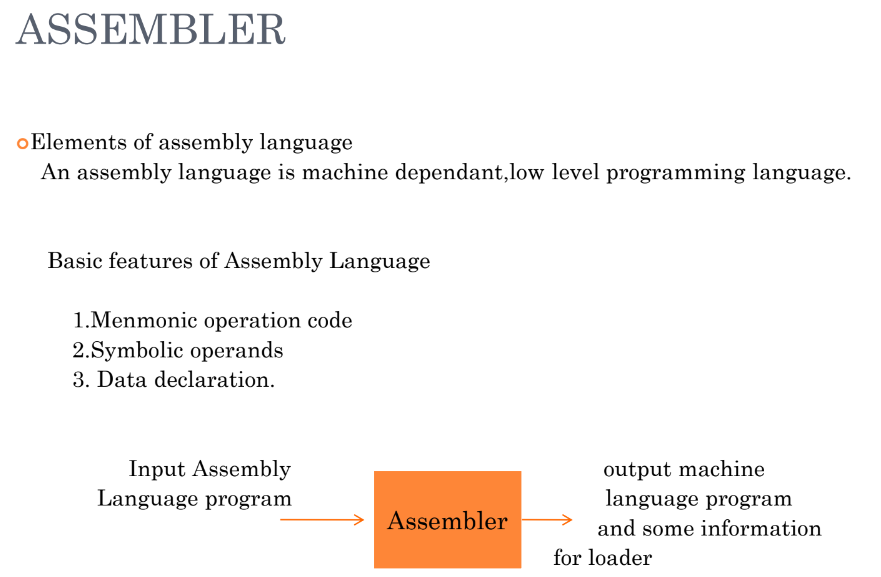 ASSEMBLER
Elements of assembly language
An assembly language is machine dependant,low level programming language.
Basic features of Assembly Language
1.Menmonic operation code
2.Symbolic operands
3. Data declaration.
Input Assembly
Language program
Assembler
output machine
language program
and some information
for loader